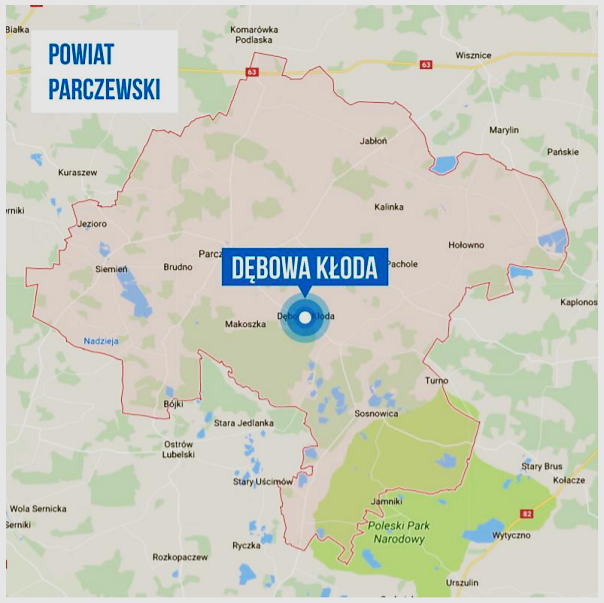 Białka
Komarówka
Podlaska
Wisznice
POWIAT
PARCZEWSKI
63
63
Marylin
Jabłoń
Pańskie
Kuraszew
Kalinka
Jezioro
Hołowno
Parcz
DĘBOWA KŁODA
Pachole
Siemień
Brudno
Kaplonos
Makoszka
Nadzieja
Turno
Bójki
Sosnowica
Stara Jedlanka
Ostrów
Lubelski
Stary Brus
Kołacze
Stary Uściмów
Jamniki
Wola Sernicka
Serniki
82
Poleski Park
Narodowy
Wytyczno
Ryczka
Rozkopaczew
Urszulin